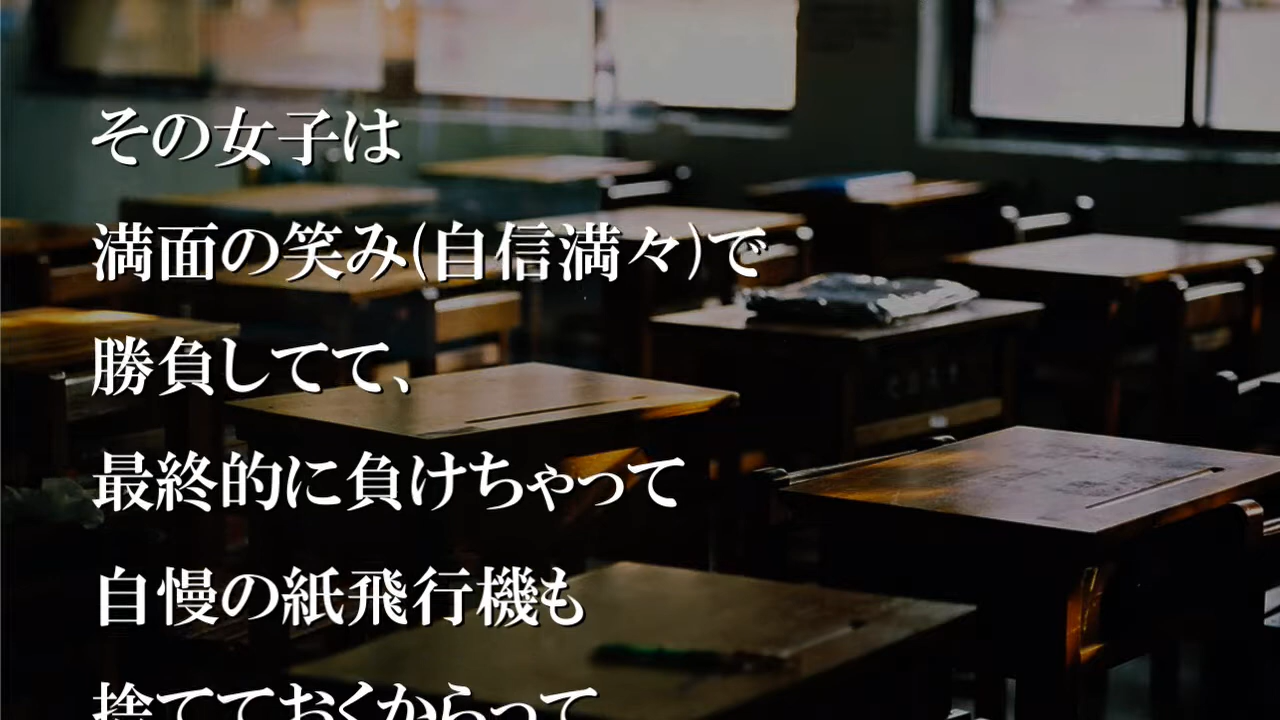 その女子は
満面の笑み(自信満々)で
勝負してて、
最終的に負けちゃって
自慢の紙飛行機も
捨てておくからって